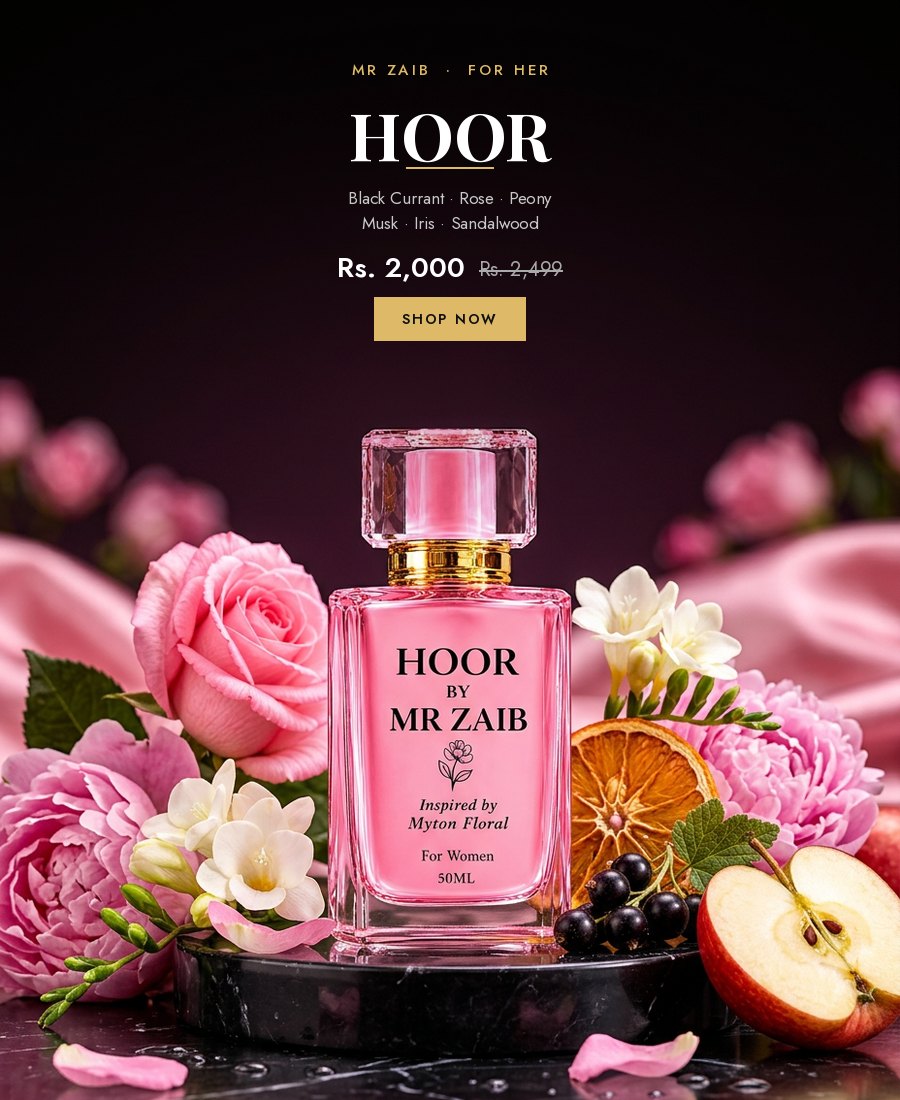 MR ZAIB · FOR HER
HOOR
Black Currant · Rose · Peony
Musk · Iris · Sandalwood
Rs. 2,000 Rs. 2,499
SHOP NOW
HOOR
BY
MR ZAIB
Inspired by
Myton Floral
For Women
50ML